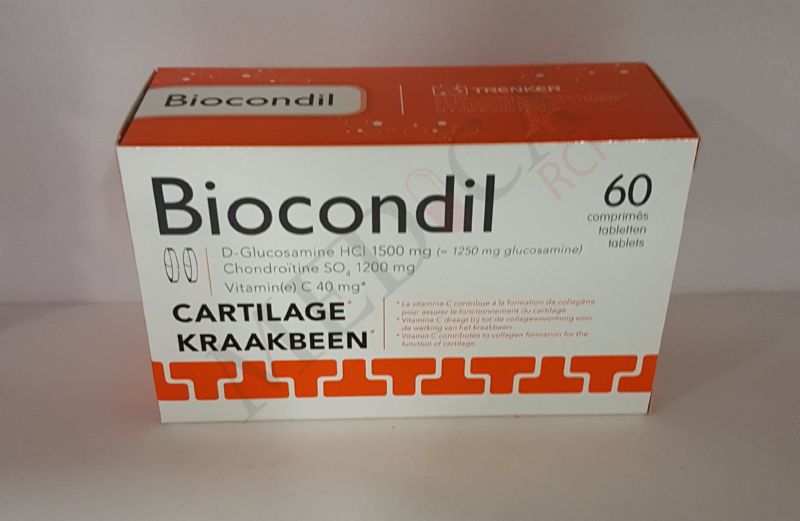 Biocondil
TRENKER
Biocondil
60
comprimés
tabletten
tablets
D-Glucosamine HCl 1500 mg (= 1250 mg glucosamine)
Chondroïtine SO4 1200 mg
Vitamin(e) C 40 mg*
CARTILAGE*
KRAAKBEEN*
* La vitamine C contribue à la formation de collagène
pour assurer le fonctionnement du cartilage.
* Vitamine C draagt bij tot de collageenvorming voor
de werking van het kraakbeen.
* Vitamin C contributes to collagen formation for the
function of cartilage.
MEDICA
RCP